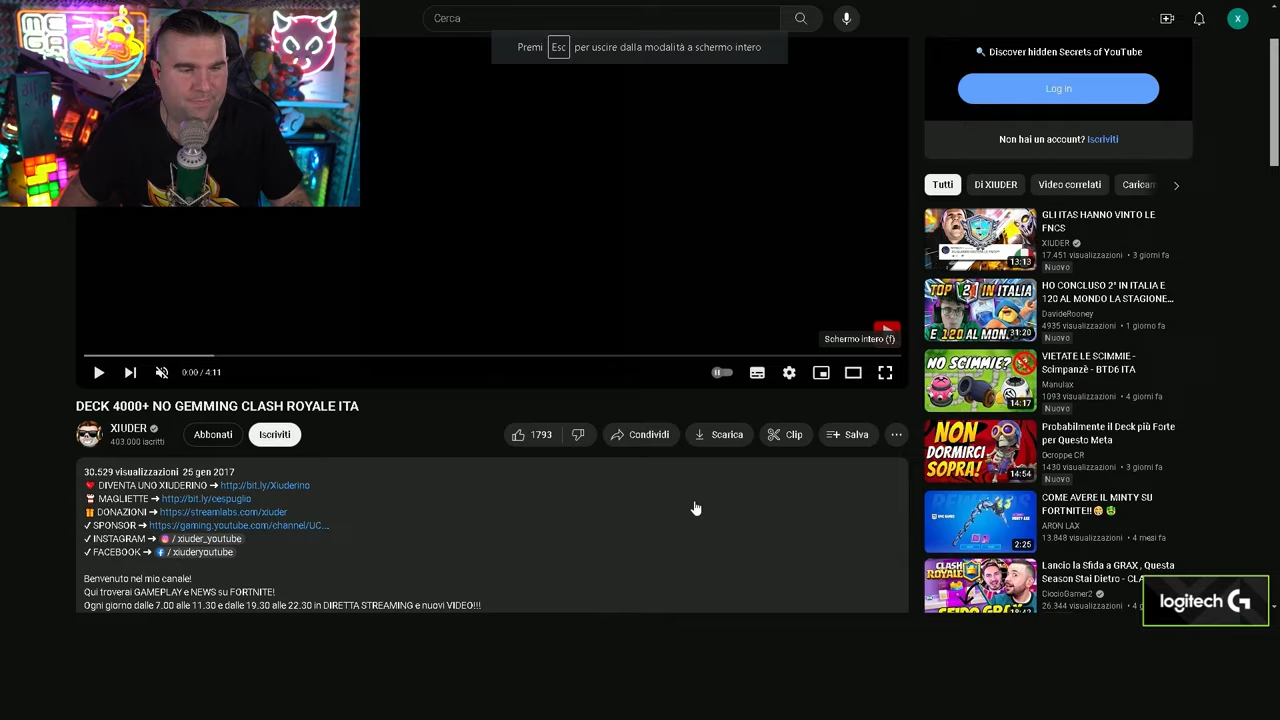 Cerca
X
Premi Esc per uscire dalla modalità a schermo intero
Discover hidden Secrets of YouTube
Log in
Non hai un account? Iscriviti
Schermo intero (f)
0:00 / 4:11
DECK 4000+ NO GEMMING CLASH ROYALE ITA
XIUDER
403.000 iscritti
Abbonati
Iscriviti
1793
Condividi
Scarica
Clip
Salva
30.529 visualizzazioni 25 gen 2017
DIVENTA UNO XIUDERINO ➔ http://bit.ly/Xiuderino
MAGLIETTE ➔ http://bit.ly/cespuglio
DONAZIONI ➔ https://streamlabs.com/xiuder
✓ SPONSOR ➔ https://gaming.youtube.com/channel/UC...
✓ INSTAGRAM ➔ / xiuder_youtube
✓ FACEBOOK ➔ / xiuderyoutube
Benvenuto nel mio canale!
Qui troverai GAMEPLAY e NEWS su FORTNITE!
Ogni giorno dalle 7.00 alle 11.30 e dalle 19.30 alle 22.30 in DIRETTA STREAMING e nuovi VIDEO!!!
Tutti
Di XIUDER
Video correlati
Caricam
GLI ITAS HANNO VINTO LE
FNCS
XIUDER
17.451 visualizzazioni • 3 giorni fa
Nuovo
13:13
HO CONCLUSO 2° IN ITALIA E
120 AL MONDO LA STAGIONE...
DavideRooney
4935 visualizzazioni • 1 giorno fa
Nuovo
TOP 2 IN ITALIA
E 120 AL MON
31:20
VIETATE LE SCIMMIE -
Scimpanzè - BTD6 ITA
Manulax
1093 visualizzazioni • 4 giorni fa
Nuovo
NO SCIMMIE?
14:17
Probabilmente il Deck più Forte
per Questo Meta
Ocroppe CR
1430 visualizzazioni • 3 giorni fa
Nuovo
NON
DORMIRCI
SOPRA!
14:54
COME AVERE IL MINTY SU
FORTNITE!!
ARON LAX
13.848 visualizzazioni • 4 mesi fa
2:25
Lancio la Sfida a GRAX , Questa
Season Stai Dietro - CLA
CiccioGamer2
26.344 visualizzazioni • 4 g
logitech G